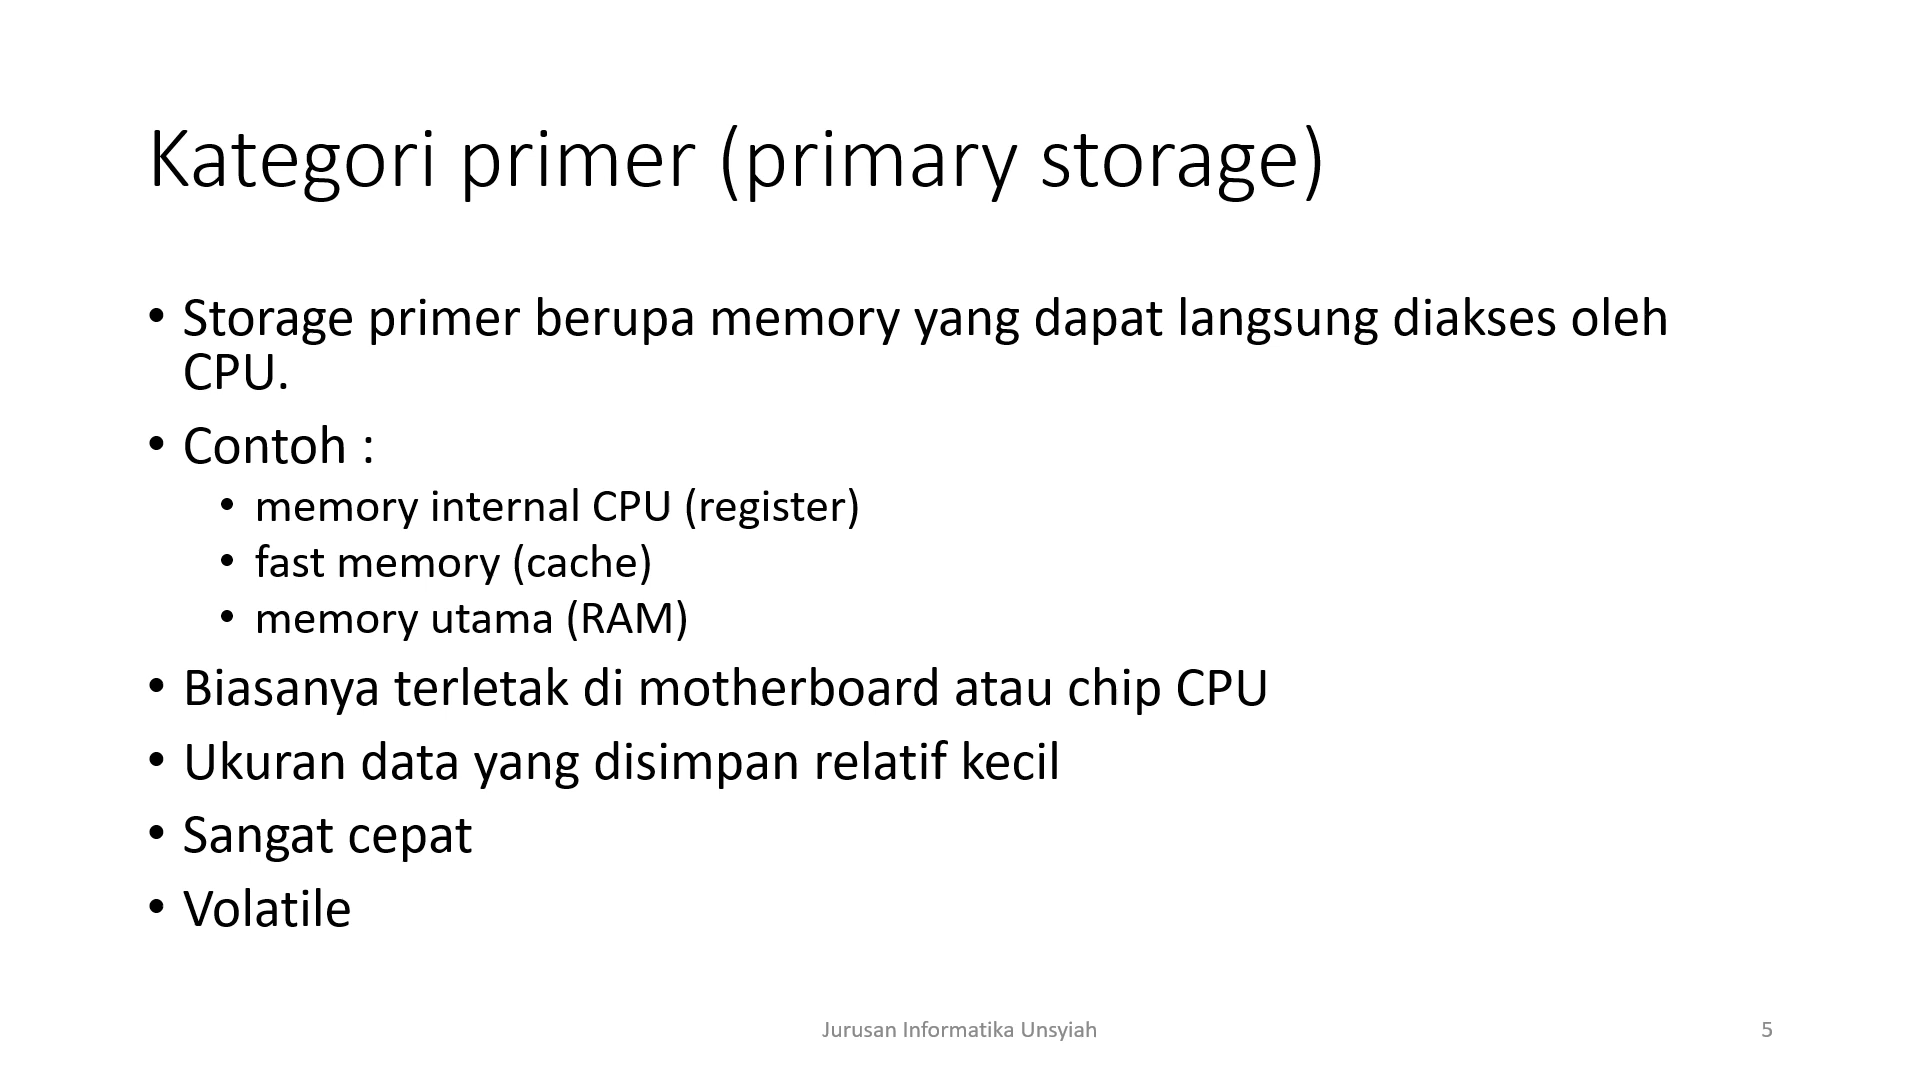 Kategori primer (primary storage)
• Storage primer berupa memory yang dapat langsung diakses oleh
CPU.
• Contoh :
• memory internal CPU (register)
• fast memory (cache)
• memory utama (RAM)
• Biasanya terletak di motherboard atau chip CPU
• Ukuran data yang disimpan relatif kecil
• Sangat cepat
• Volatile
Jurusan Informatika Unsyiah
5